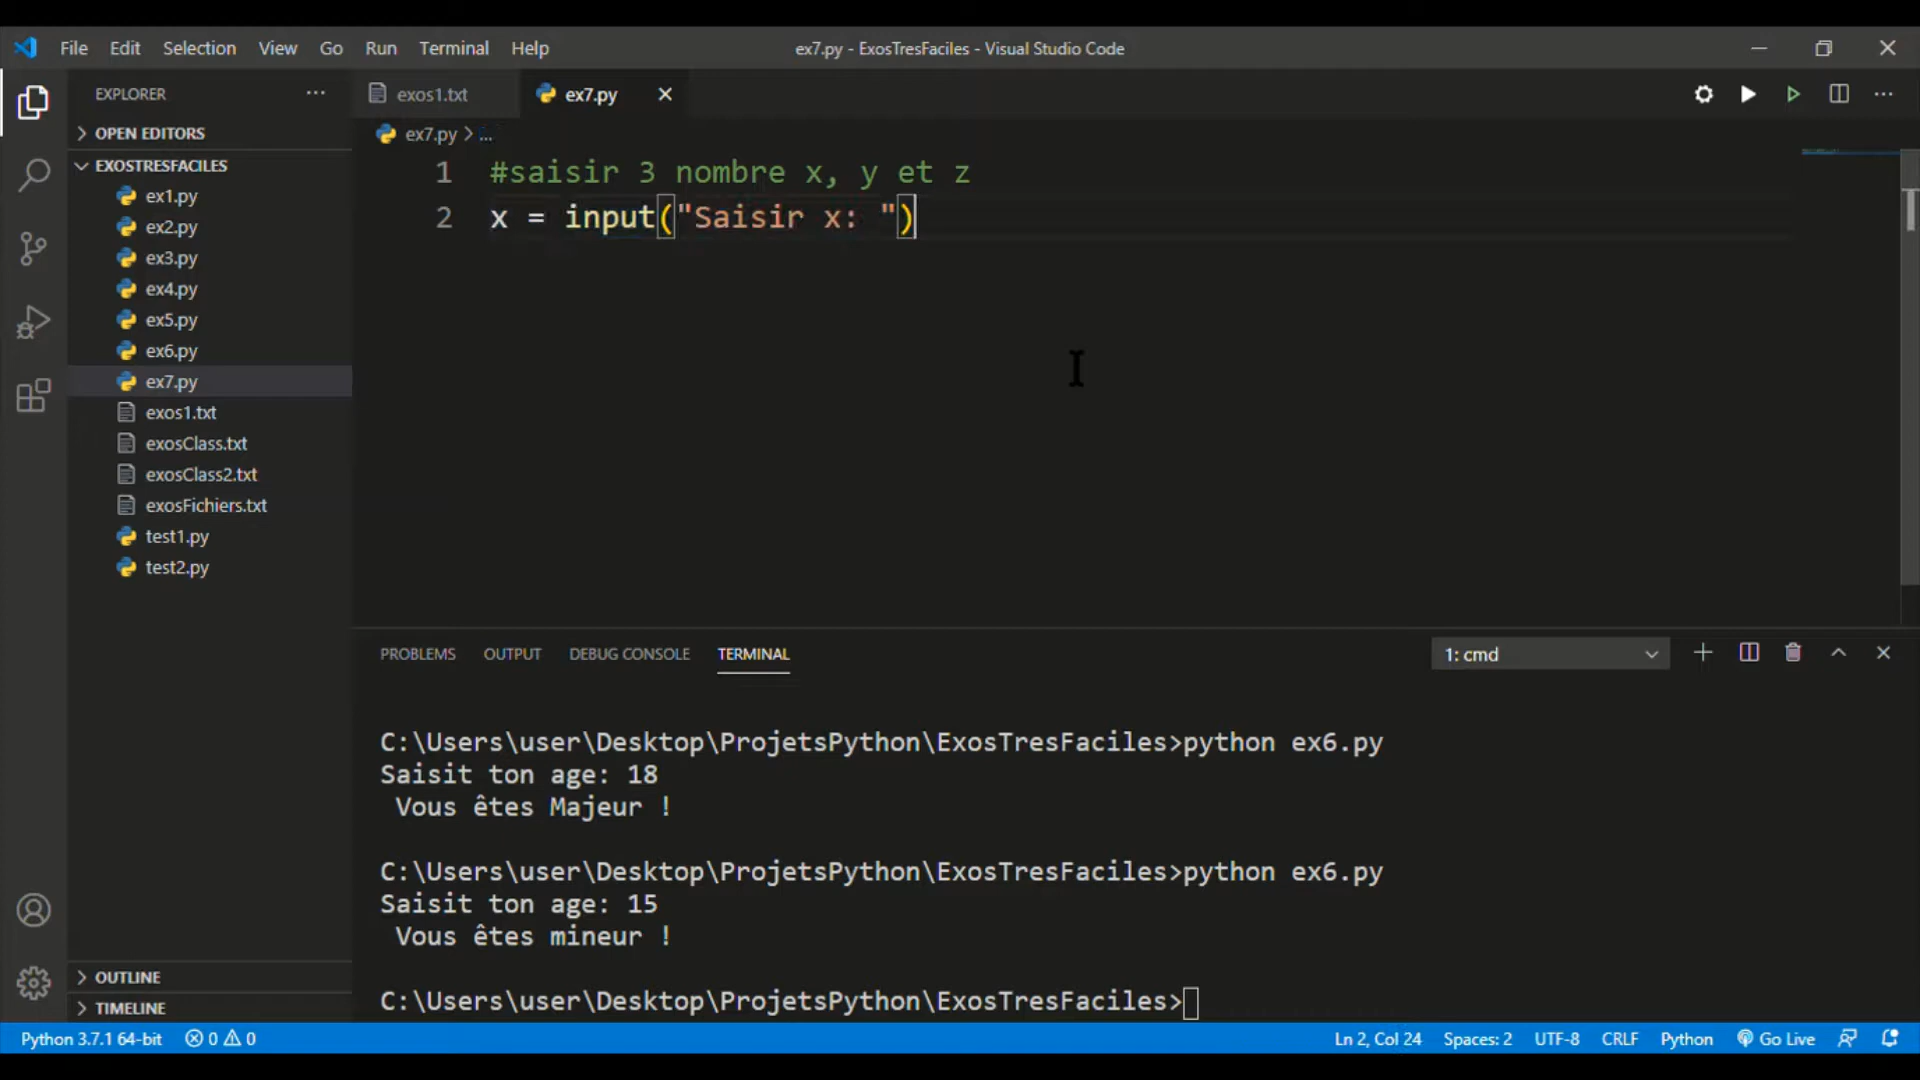 File Edit Selection View Go Run Terminal Help ex7.py - ExosTresFaciles - Visual Studio Code
EXPLORER ...
exos1.txt ex7.py
OPEN EDITORS
ex7.py > ...
EXOSTRESFACILES
ex1.py
ex2.py
ex3.py
ex4.py
ex5.py
ex6.py
ex7.py
exos1.txt
exosClass.txt
exosClass2.txt
exosFichiers.txt
test1.py
test2.py
OUTLINE
TIMELINE
1 #saisir 3 nombre x, y et z
2 x = input("Saisir x: ")
PROBLEMS OUTPUT DEBUG CONSOLE TERMINAL 1: cmd
C:\Users\user\Desktop\ProjetsPython\ExosTresFaciles>python ex6.py
Saisit ton age: 18
Vous êtes Majeur !
C:\Users\user\Desktop\ProjetsPython\ExosTresFaciles>python ex6.py
Saisit ton age: 15
Vous êtes mineur !
C:\Users\user\Desktop\ProjetsPython\ExosTresFaciles>
Python 3.7.1 64-bit 0 0 Ln 2, Col 24 Spaces: 2 UTF-8 CRLF Python Go Live